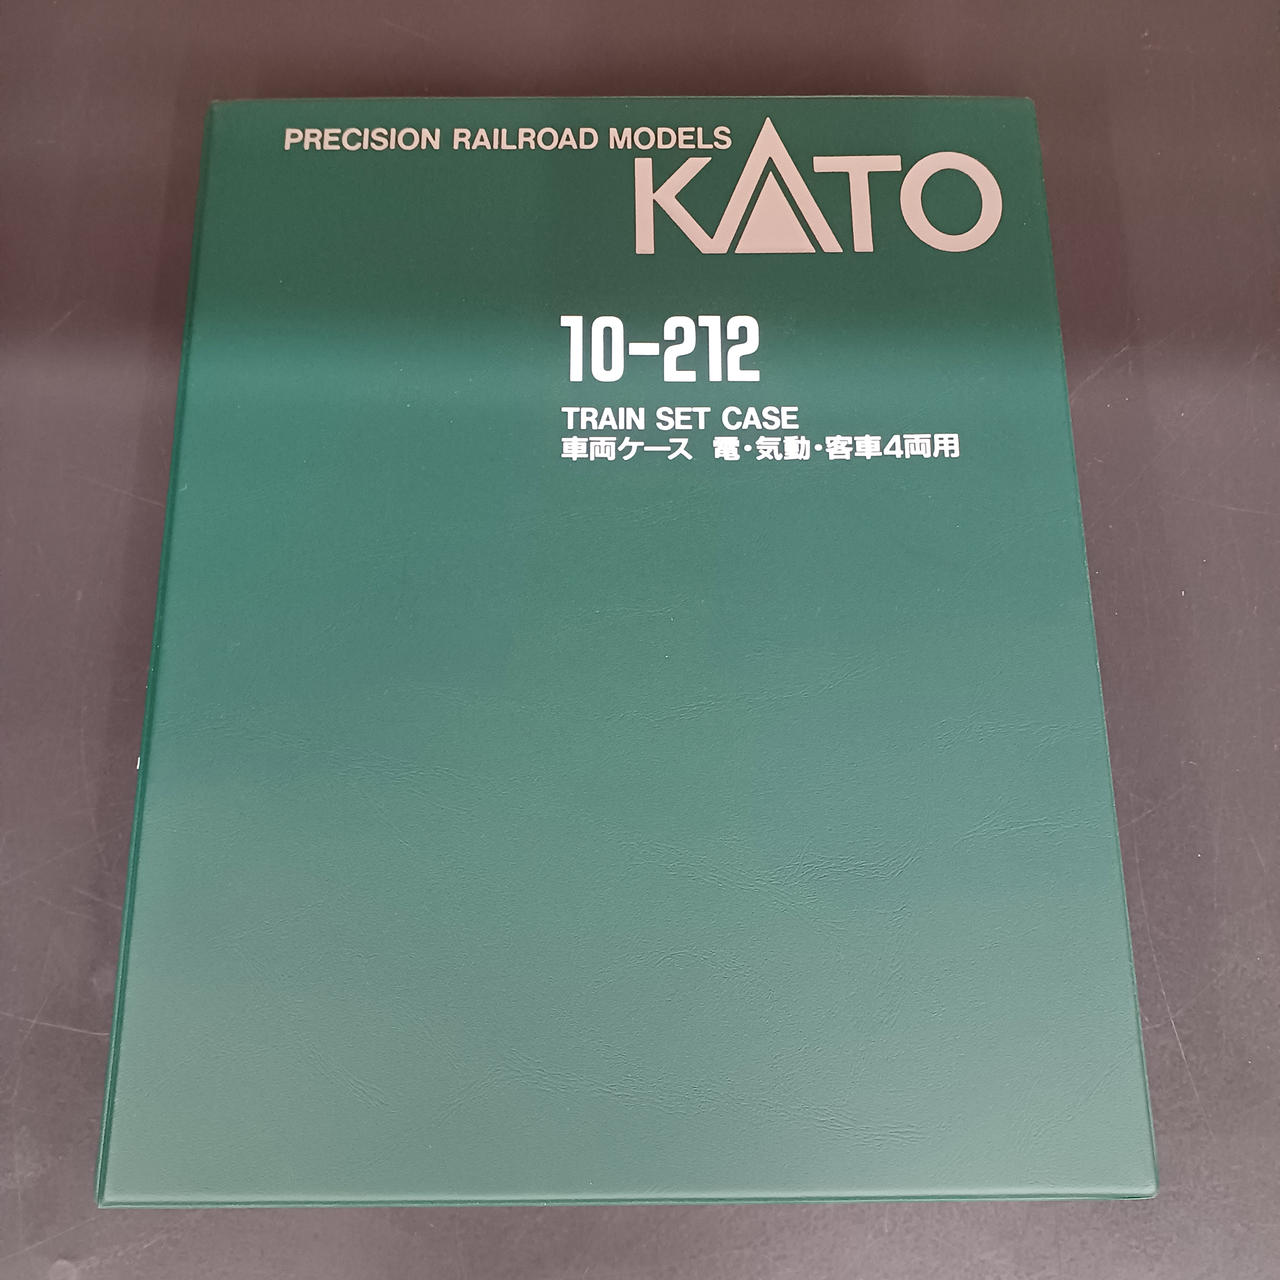 PRECISION RAILROAD MODELS
KATO
10-212
TRAIN SET CASE
車両ケース 電・気動・客車4両用